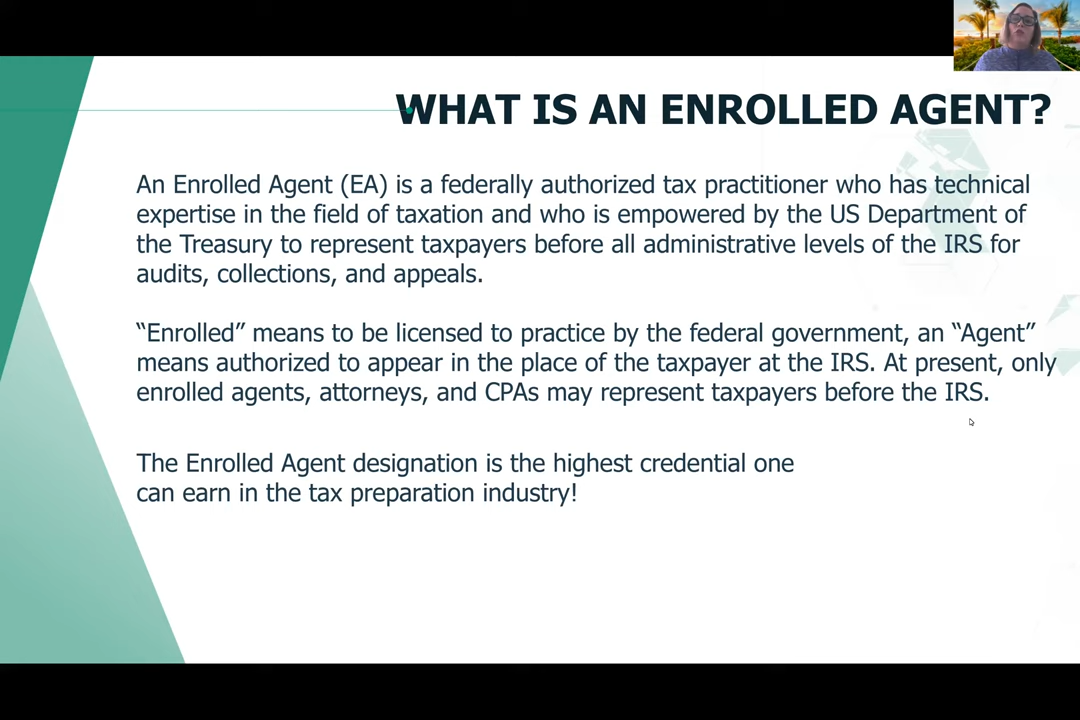 WHAT IS AN ENROLLED AGENT?
An Enrolled Agent (EA) is a federally authorized tax practitioner who has technical
expertise in the field of taxation and who is empowered by the US Department of
the Treasury to represent taxpayers before all administrative levels of the IRS for
audits, collections, and appeals.
“Enrolled” means to be licensed to practice by the federal government, an “Agent”
means authorized to appear in the place of the taxpayer at the IRS. At present, only
enrolled agents, attorneys, and CPAs may represent taxpayers before the IRS.
The Enrolled Agent designation is the highest credential one
can earn in the tax preparation industry!